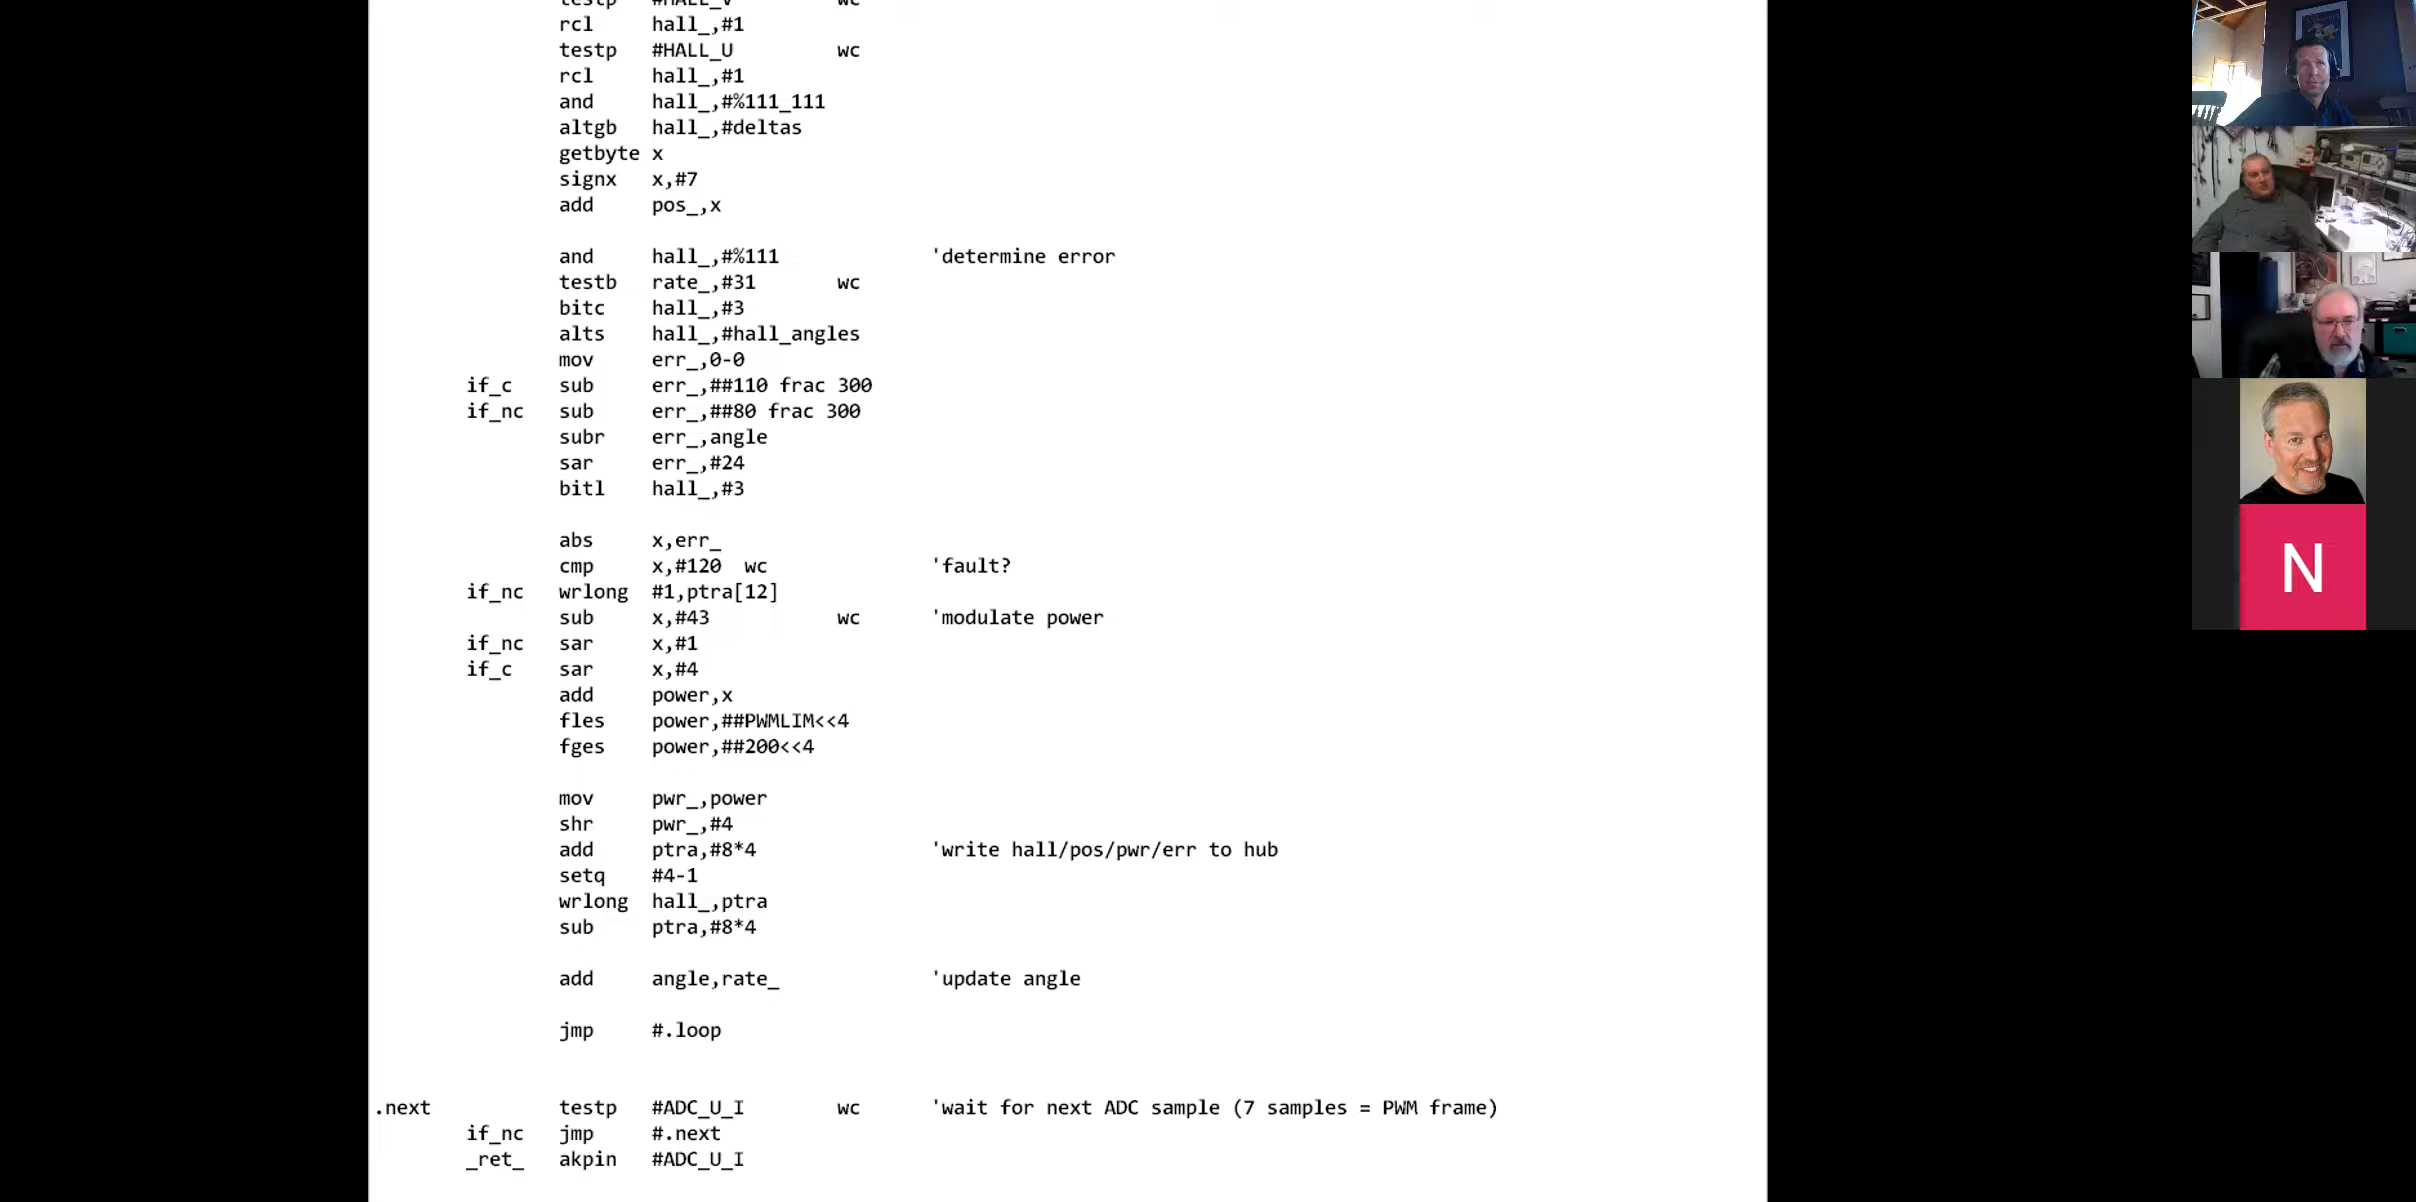 testp #HALL_V wc
rcl hall_,#1
testp #HALL_U wc
rcl hall_,#1
and hall_,#%111_111
altgb hall_,#deltas
getbyte x
signx x,#7
add pos_,x
and hall_,#%111 'determine error
testb rate_,#31 wc
bitc hall_,#3
alts hall_,#hall_angles
mov err_,0-0
if_c sub err_,##110 frac 300
if_nc sub err_,##80 frac 300
subr err_,angle
sar err_,#24
bitl hall_,#3
abs x,err_
cmp x,#120 wc 'fault?
if_nc wrlong #1,ptra[12]
sub x,#43 wc 'modulate power
if_nc sar x,#1
if_c sar x,#4
add power,x
fles power,##PWMLIM<<4
fges power,##200<<4
mov pwr_,power
shr pwr_,#4
add ptra,#8*4 'write hall/pos/pwr/err to hub
setq #4-1
wrlong hall_,ptra
sub ptra,#8*4
add angle,rate_ 'update angle
jmp #.loop
.next testp #ADC_U_I wc 'wait for next ADC sample (7 samples = PWM frame)
if_nc jmp #.next
_ret_ akpin #ADC_U_I
N